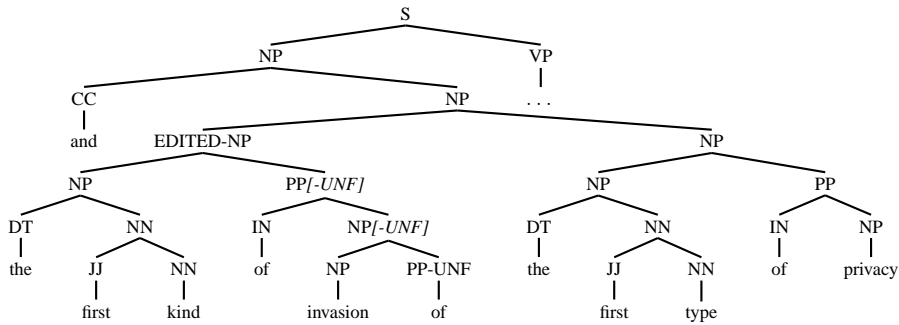 S
NP VP
CC NP . . .
and EDITED-NP NP
NP PP[-UNF] NP PP
DT NN IN NP[-UNF] DT NN IN NP
the JJ NN of NP PP-UNF the JJ NN of privacy
first kind invasion of first type